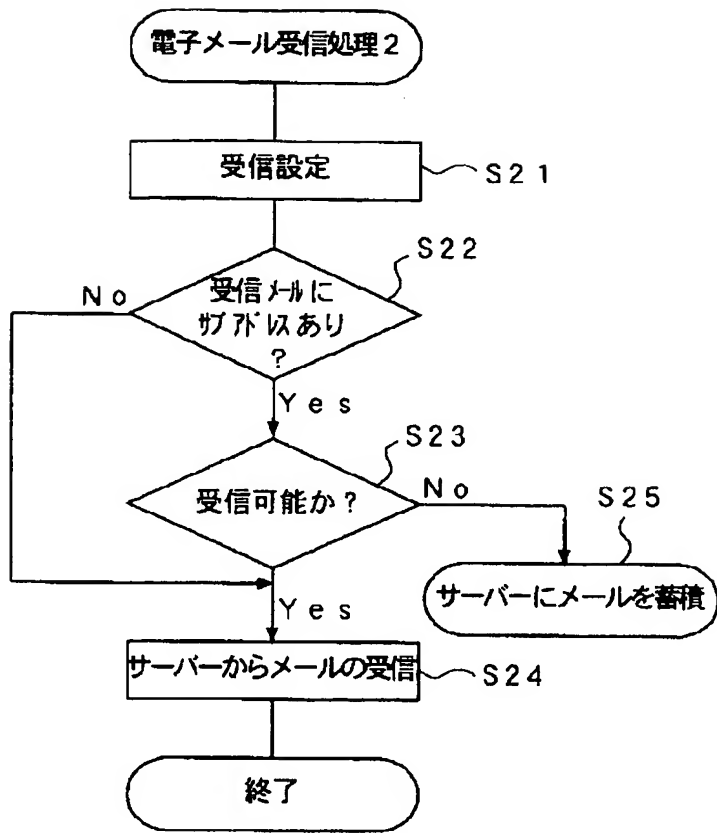 電子メール受信処理2
受信設定
S21
S22
受信メールに
サブアドレスあり
?
No
Yes
S23
受信可能か?
No
S25
サーバーにメールを蓄積
Yes
サーバーからメールの受信
S24
終了